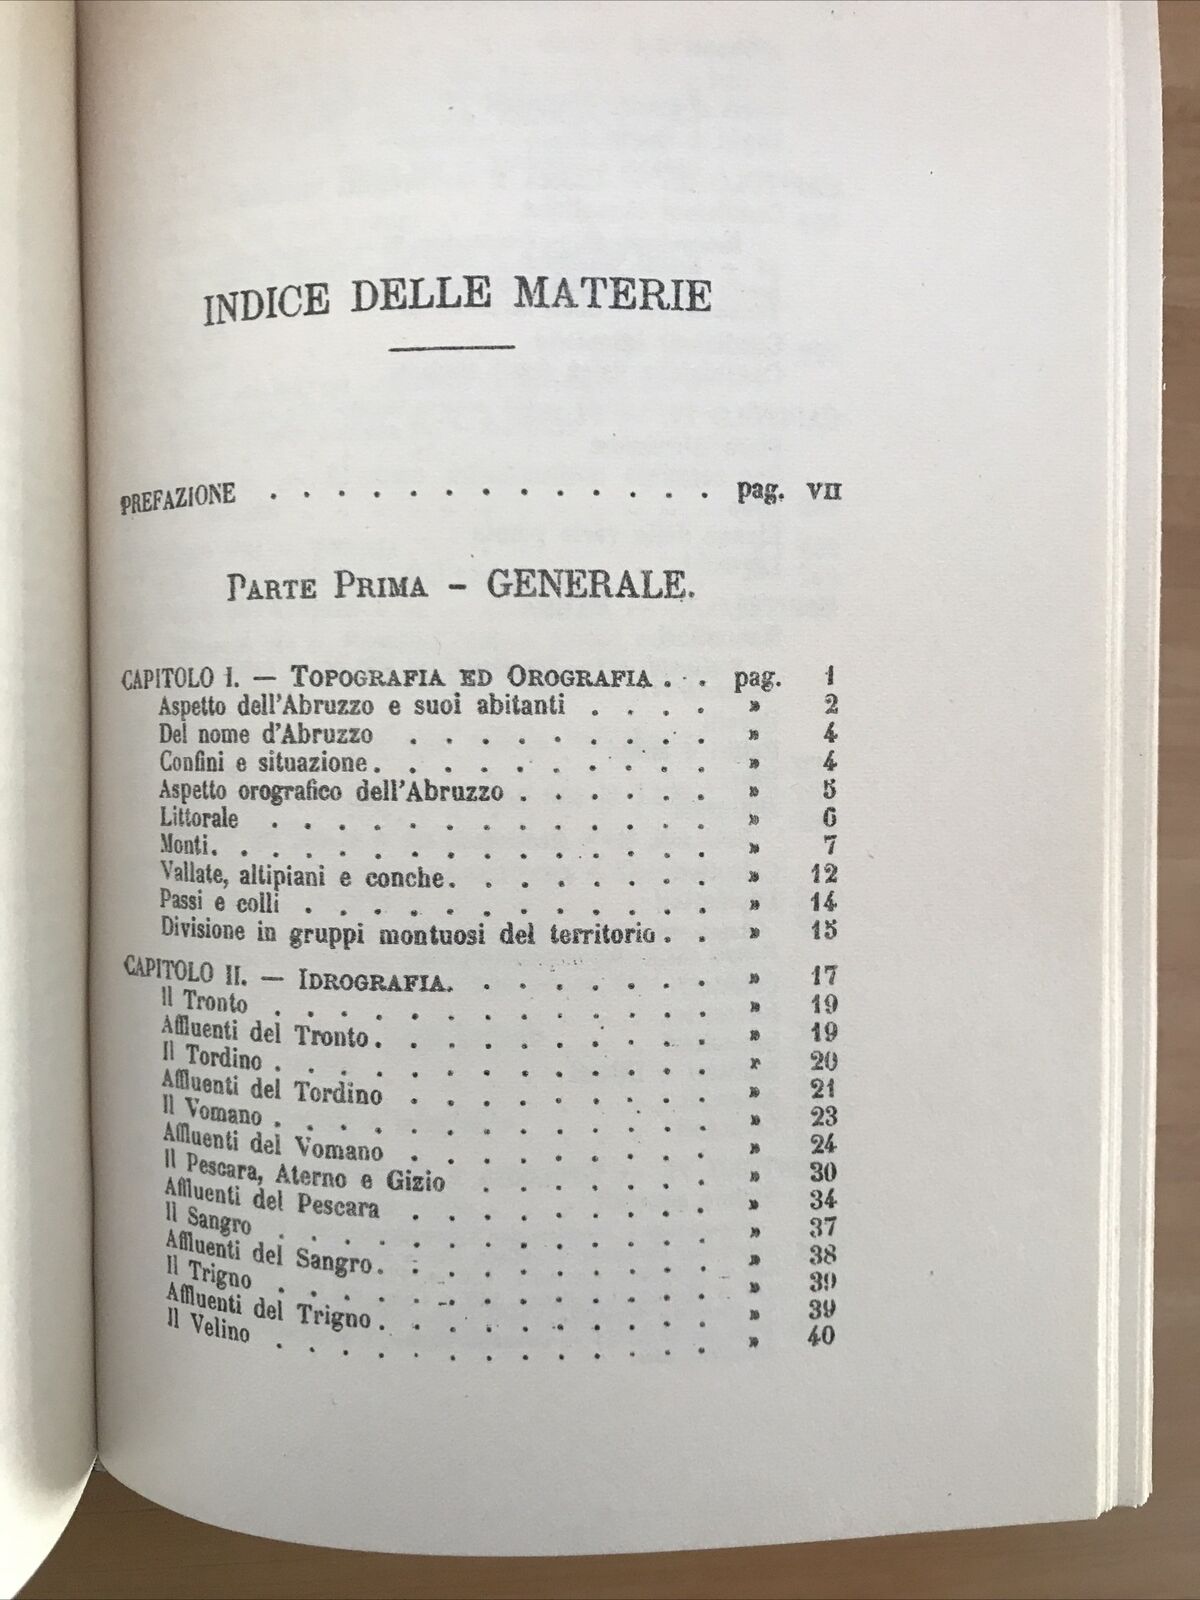 INDICE DELLE MATERIE
PREFAZIONE . . . . . . . . . . . . . . pag. VII
PARTE PRIMA – GENERALE.
CAPITOLO I. — TOPOGRAFIA ED OROGRAFIA . . . pag. 1
Aspetto dell'Abruzzo e suoi abitanti . . . . » 2
Del nome d'Abruzzo . . . . . . . . . » 4
Confini e situazione. . . . . . . . . . . » 4
Aspetto orografico dell'Abruzzo . . . . . . » 5
Littorale . . . . . . . . . . . . . . » 6
Monti. . . . . . . . . . . . . . . . » 7
Vallate, altipiani e conche. . . . . . . . . » 12
Passi e colli . . . . . . . . . . . . . » 14
Divisione in gruppi montuosi del territorio . . . » 15
CAPITOLO II. — IDROGRAFIA. . . . . . . . . » 17
Il Tronto . . . . . . . . . . . . . . » 19
Affluenti del Tronto. . . . . . . . . . . » 19
Il Tordino . . . . . . . . . . . . . . » 20
Affluenti del Tordino . . . . . . . . . . » 21
Il Vomano . . . . . . . . . . . . . . » 23
Affluenti del Vomano . . . . . . . . . . » 24
Il Pescara, Aterno e Gizio . . . . . . . . » 30
Affluenti del Pescara . . . . . . . . . . » 34
Il Sangro . . . . . . . . . . . . . . » 37
Affluenti del Sangro. . . . . . . . . . . » 38
Il Trigno . . . . . . . . . . . . . . » 39
Affluenti del Trigno. . . . . . . . . . . » 39
Il Velino . . . . . . . . . . . . . . » 40